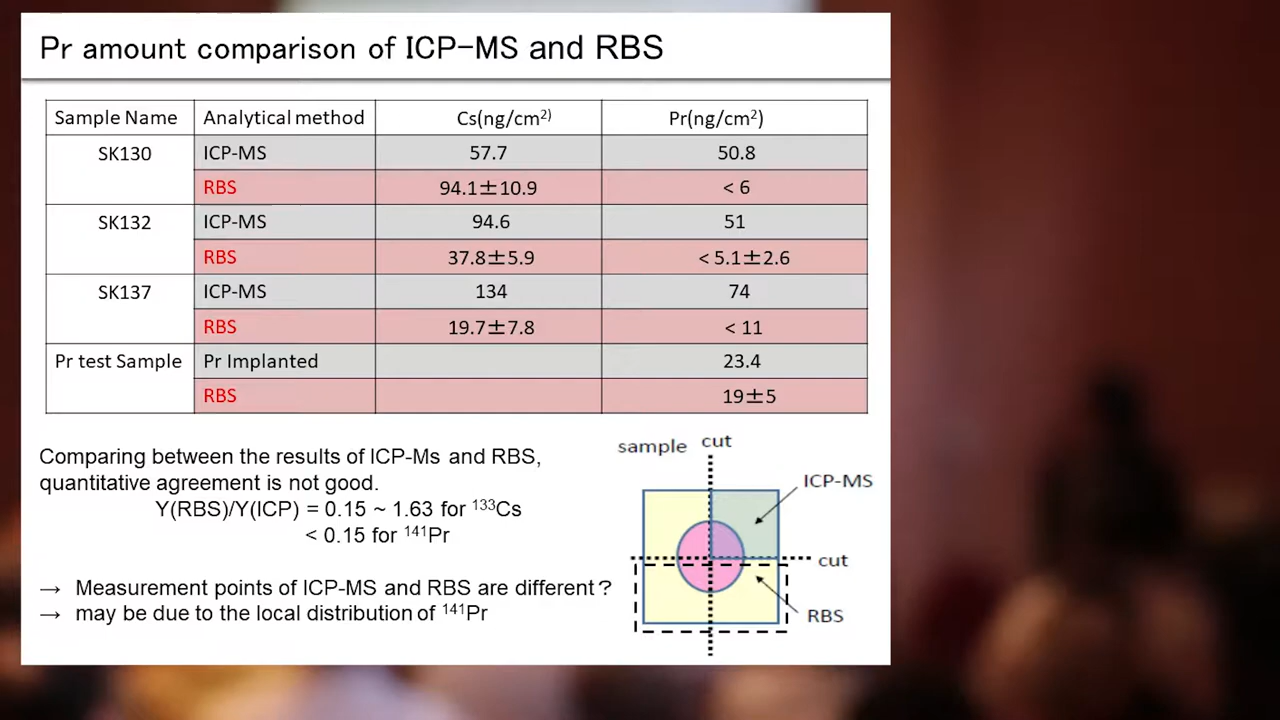 Pr amount comparison of ICP-MS and RBS
Sample Name Analytical method Cs(ng/cm²) Pr(ng/cm²)
SK130 ICP-MS 57.7 50.8
RBS 94.1±10.9 < 6
SK132 ICP-MS 94.6 51
RBS 37.8±5.9 < 5.1±2.6
SK137 ICP-MS 134 74
RBS 19.7±7.8 < 11
Pr test Sample Pr Implanted 23.4
RBS 19±5
Comparing between the results of ICP-Ms and RBS,
quantitative agreement is not good.
Y(RBS)/Y(ICP) = 0.15 ~ 1.63 for ¹³³Cs
< 0.15 for ¹⁴¹Pr
→ Measurement points of ICP-MS and RBS are different？
→ may be due to the local distribution of ¹⁴¹Pr
sample cut
ICP-MS
cut
RBS